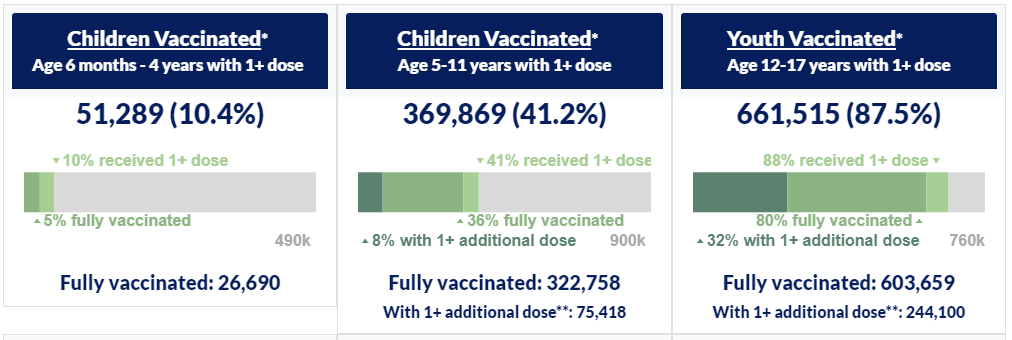 Children Vaccinated*
Age 6 months - 4 years with 1+ dose
51,289 (10.4%)
▾10% received 1+ dose
▴5% fully vaccinated
490k
Fully vaccinated: 26,690
Children Vaccinated*
Age 5-11 years with 1+ dose
369,869 (41.2%)
▾41% received 1+ dose
▴36% fully vaccinated
▴8% with 1+ additional dose 900k
Fully vaccinated: 322,758
With 1+ additional dose**: 75,418
Youth Vaccinated*
Age 12-17 years with 1+ dose
661,515 (87.5%)
88% received 1+ dose▾
80% fully vaccinated▴
▴32% with 1+ additional dose 760k
Fully vaccinated: 603,659
With 1+ additional dose**: 244,100